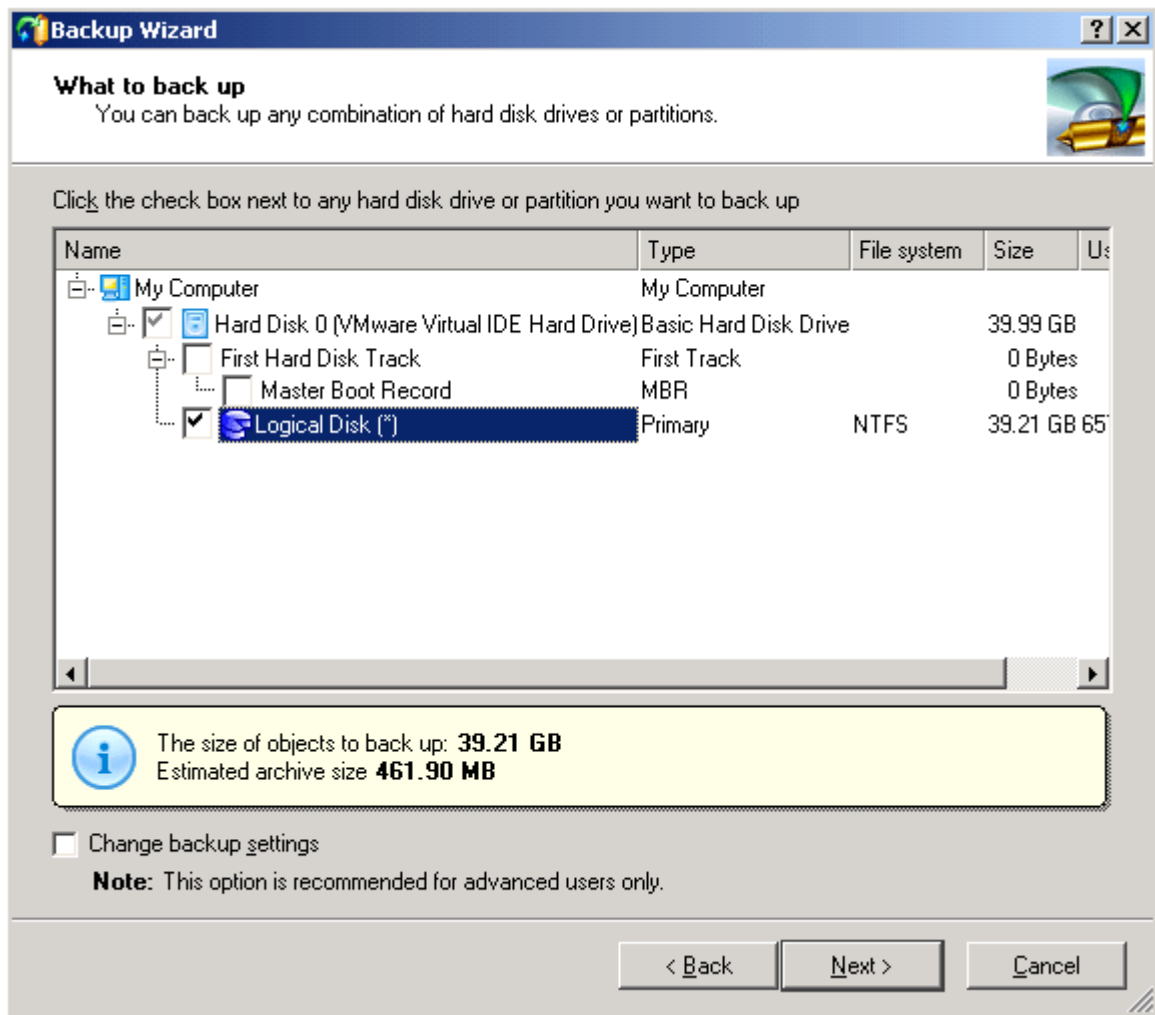 Backup Wizard
What to back up
You can back up any combination of hard disk drives or partitions.
Click the check box next to any hard disk drive or partition you want to back up
Name Type File system Size
My Computer My Computer
Hard Disk 0 (VMware Virtual IDE Hard Drive) Basic Hard Disk Drive 39.99 GB
First Hard Disk Track First Track 0 Bytes
Master Boot Record MBR 0 Bytes
Logical Disk (*) Primary NTFS 39.21 GB
The size of objects to back up: 39.21 GB
Estimated archive size 461.90 MB
Change backup settings
Note: This option is recommended for advanced users only.
< Back Next > Cancel